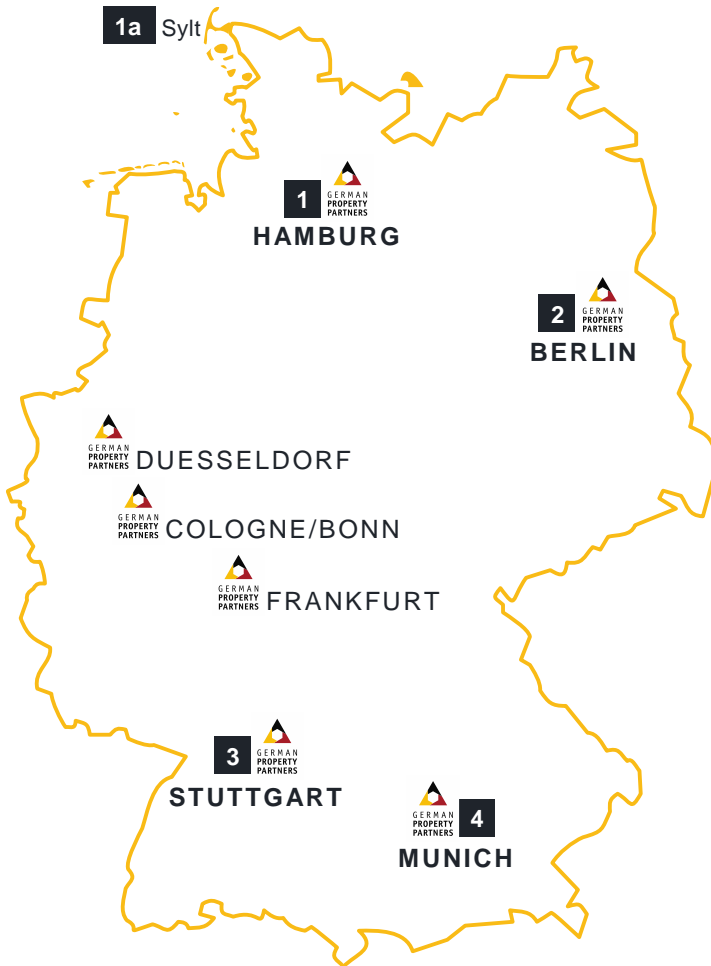 1a Sylt
1
GERMAN
PROPERTY
PARTNERS
HAMBURG
2
GERMAN
PROPERTY
PARTNERS
BERLIN
GERMAN
PROPERTY
PARTNERS
DUESSELDORF
GERMAN
PROPERTY
PARTNERS
COLOGNE/BONN
GERMAN
PROPERTY
PARTNERS
FRANKFURT
3
GERMAN
PROPERTY
PARTNERS
STUTTGART
GERMAN
PROPERTY
PARTNERS
4
MUNICH